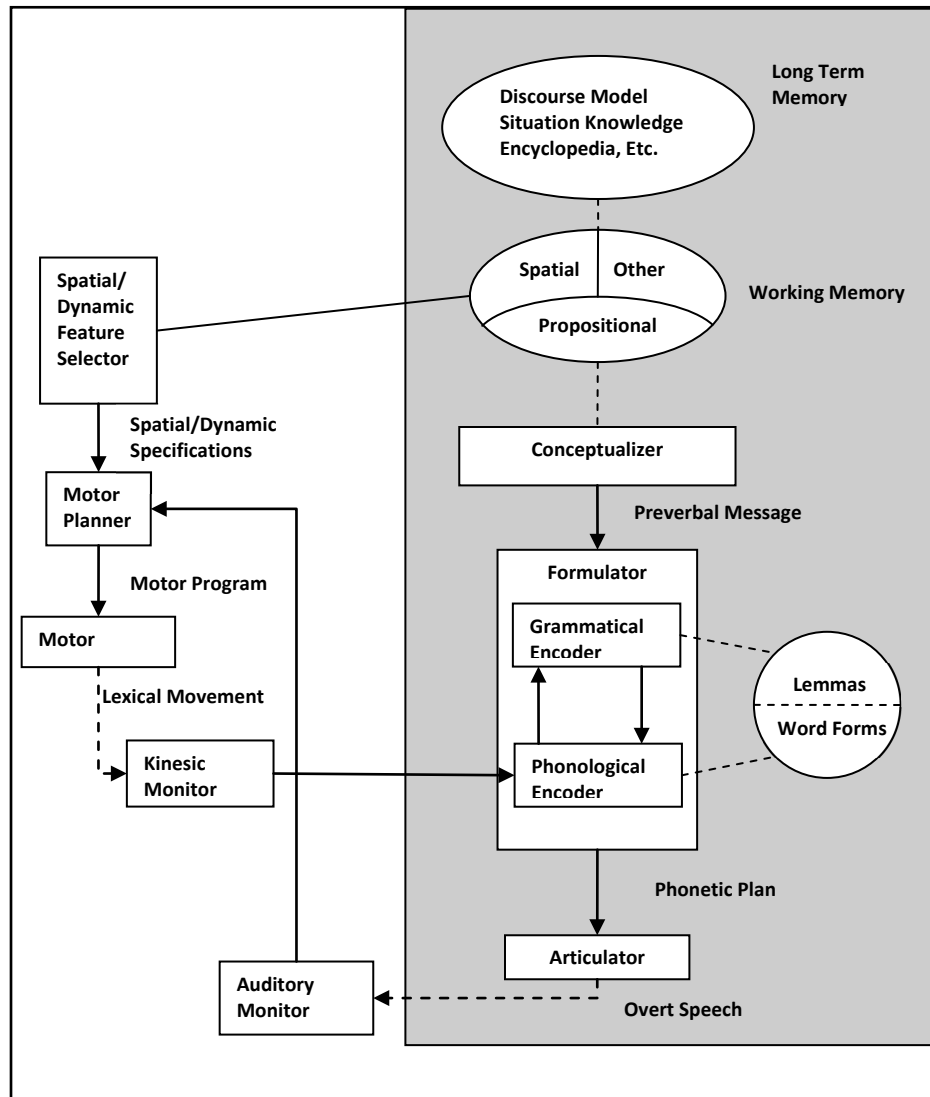 Long Term
Memory
Discourse Model
Situation Knowledge
Encyclopedia, Etc.
Spatial
Other
Propositional
Working Memory
Spatial/
Dynamic
Feature
Selector
Spatial/Dynamic
Specifications
Conceptualizer
Motor
Planner
Preverbal Message
Formulator
Motor Program
Grammatical
Encoder
Motor
Lemmas
Word Forms
Lexical Movement
Kinesic
Monitor
Phonological
Encoder
Phonetic Plan
Articulator
Auditory
Monitor
Overt Speech